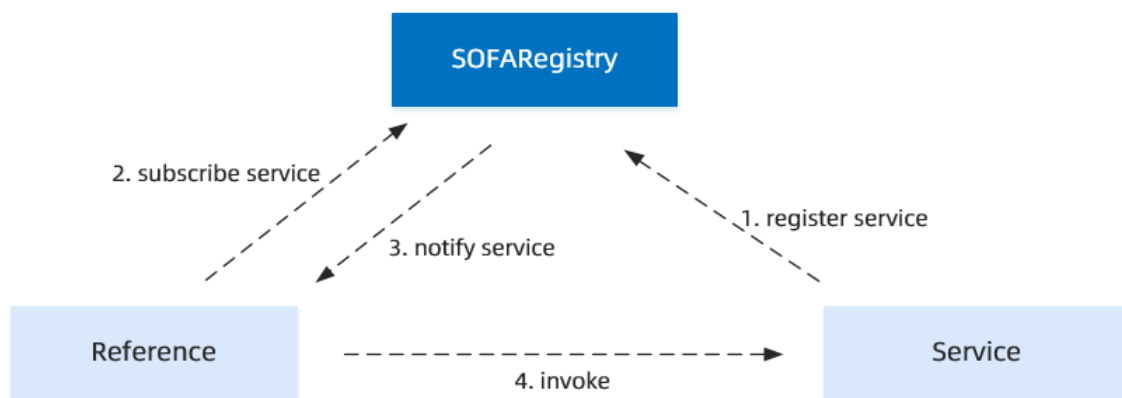 SOFARegistry
2. subscribe service
1. register service
3. notify service
Reference
Service
4. invoke